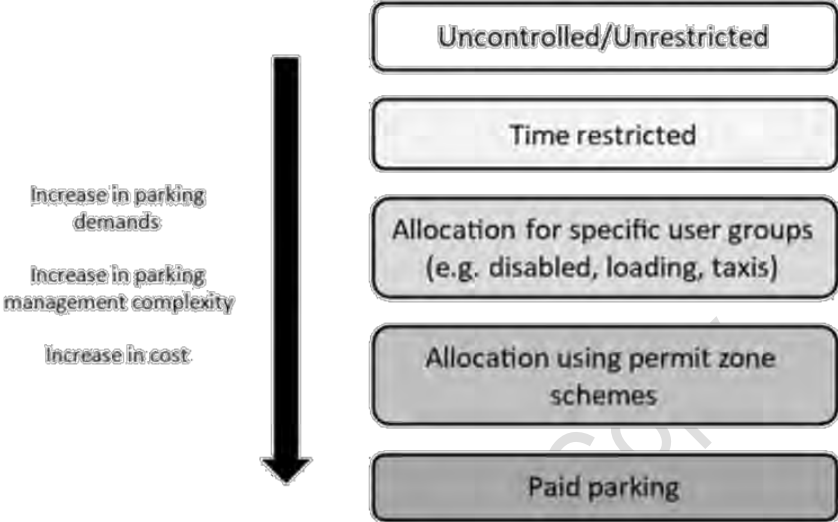 Uncontrolled/Unrestricted
Time restricted
Increase in parking
demands
Increase in parking
management complexity
Increase in cost
Allocation for specific user groups
(e.g. disabled, loading, taxis)
Allocation using permit zone
schemes
Paid parking